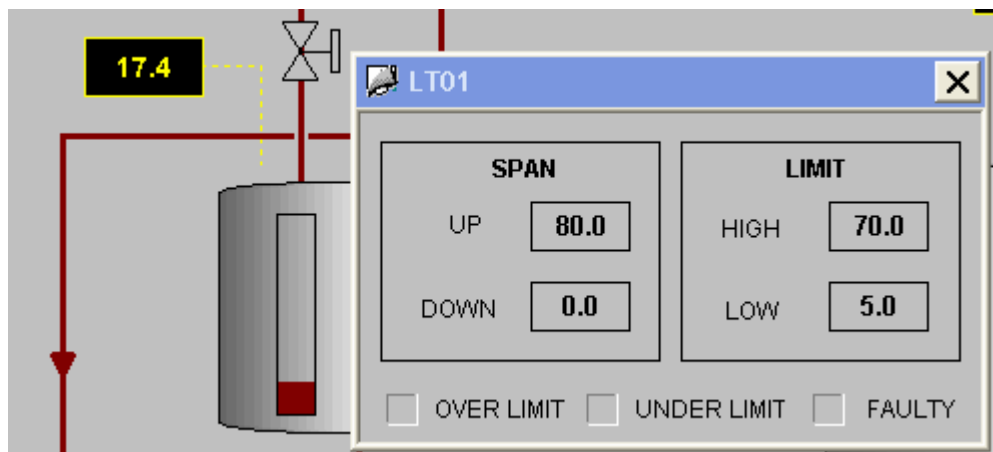 17.4
LT01
SPAN
UP 80.0
DOWN 0.0
LIMIT
HIGH 70.0
LOW 5.0
OVER LIMIT UNDER LIMIT FAULTY